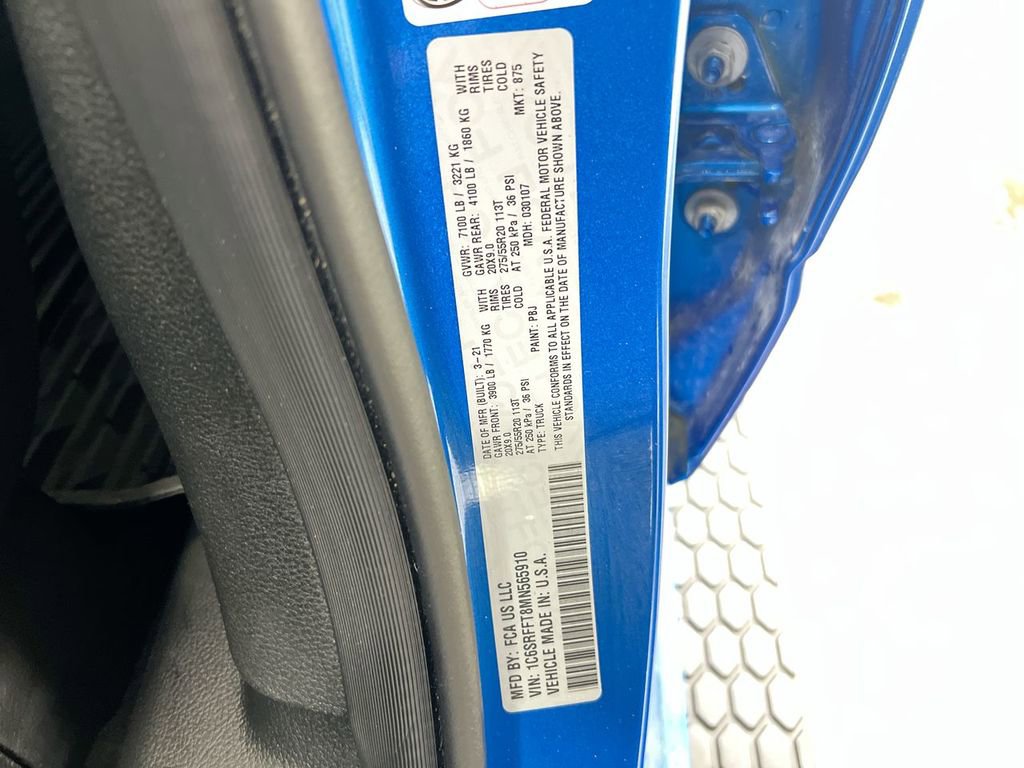 MFD BY: FCA US LLC
VIN: 1C6SRFFT8MN565910
VEHICLE MADE IN: U.S.A.
DATE OF MFR (BUILT): 3-21 GVWR: 7100 LB / 3221 KG
GAWR FRONT: 3900 LB / 1770 KG WITH GAWR REAR: 4100 LB / 1860 KG WITH
20X9.0 RIMS 20X9.0 RIMS
275/55R20 113T TIRES 275/55R20 113T TIRES
AT 250 kPa / 36 PSI COLD AT 250 kPa / 36 PSI COLD
TYPE: TRUCK PAINT: PBJ MDH: 030107 MKT: 875
THIS VEHICLE CONFORMS TO ALL APPLICABLE U.S.A. FEDERAL MOTOR VEHICLE SAFETY
STANDARDS IN EFFECT ON THE DATE OF MANUFACTURE SHOWN ABOVE.